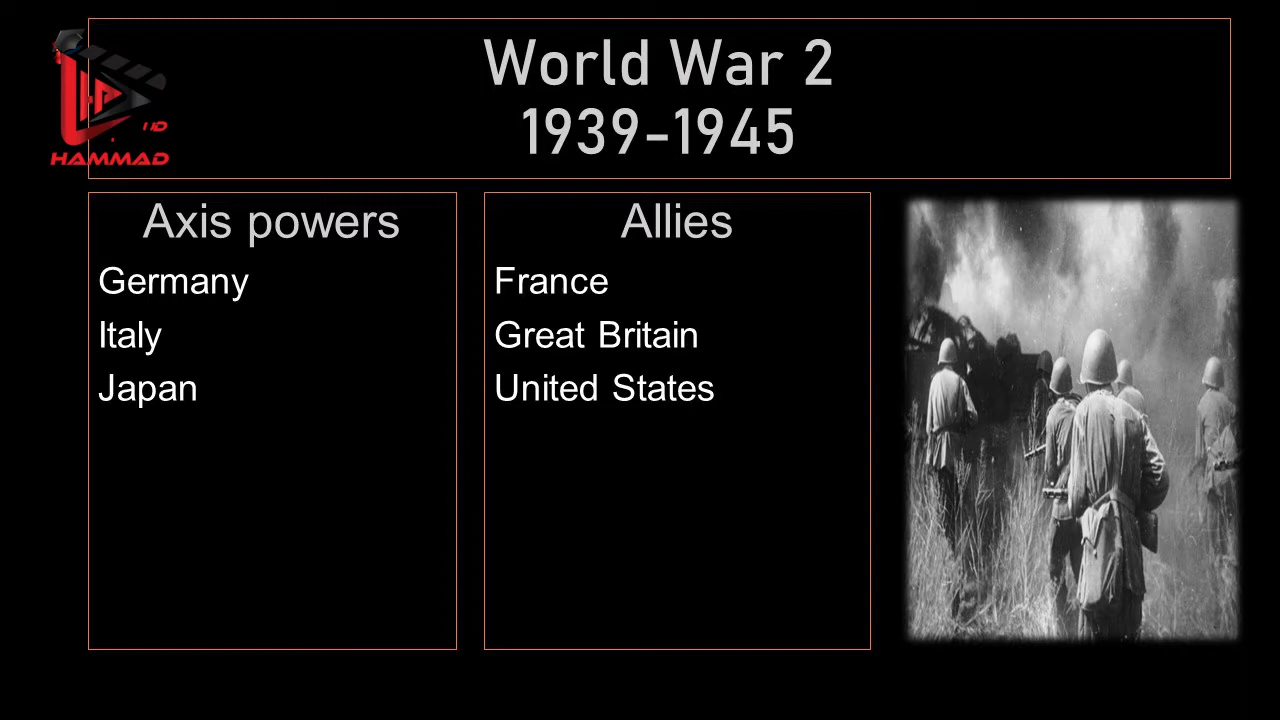 World War 2
1939-1945
HAMMAD
Axis powers
Germany
Italy
Japan
Allies
France
Great Britain
United States